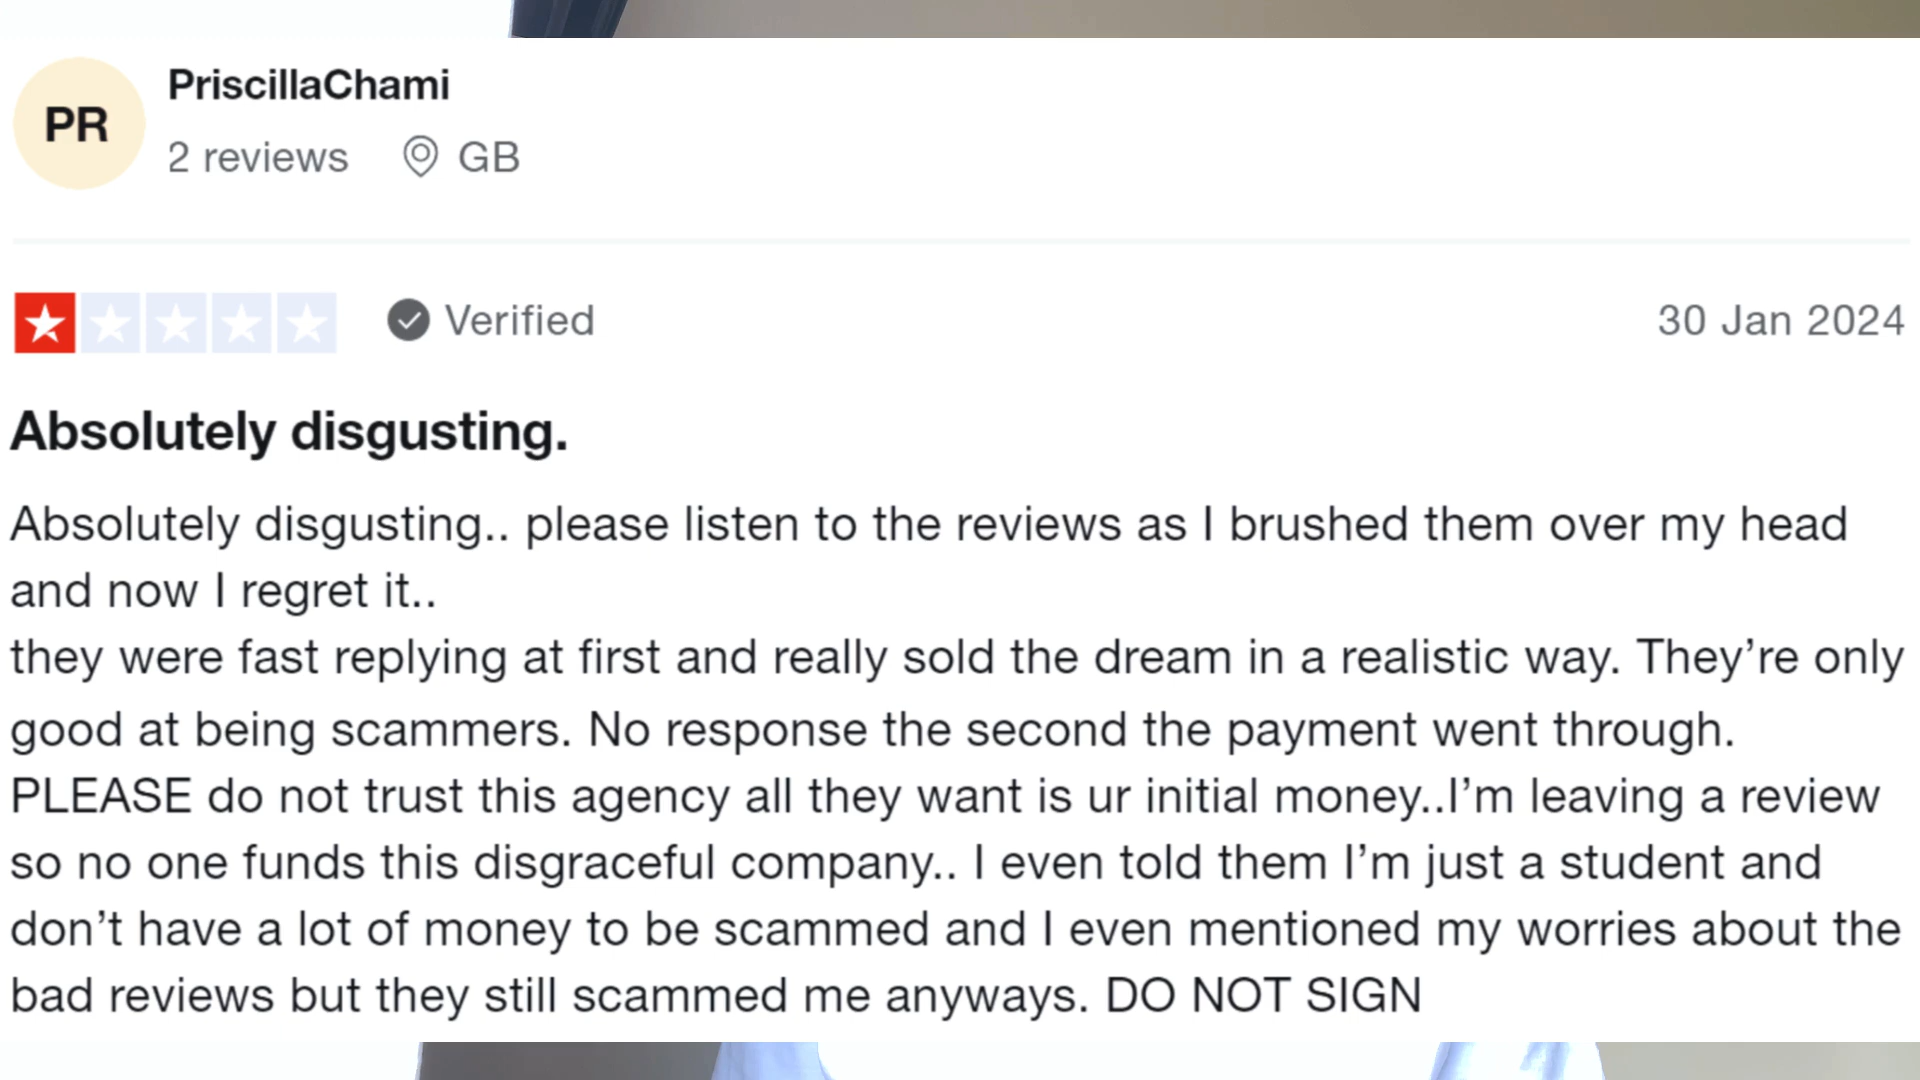 PR
PriscillaChami
2 reviews GB
Verified
30 Jan 2024
Absolutely disgusting.
Absolutely disgusting.. please listen to the reviews as I brushed them over my head
and now I regret it..
they were fast replying at first and really sold the dream in a realistic way. They’re only
good at being scammers. No response the second the payment went through.
PLEASE do not trust this agency all they want is ur initial money..I’m leaving a review
so no one funds this disgraceful company.. I even told them I’m just a student and
don’t have a lot of money to be scammed and I even mentioned my worries about the
bad reviews but they still scammed me anyways. DO NOT SIGN